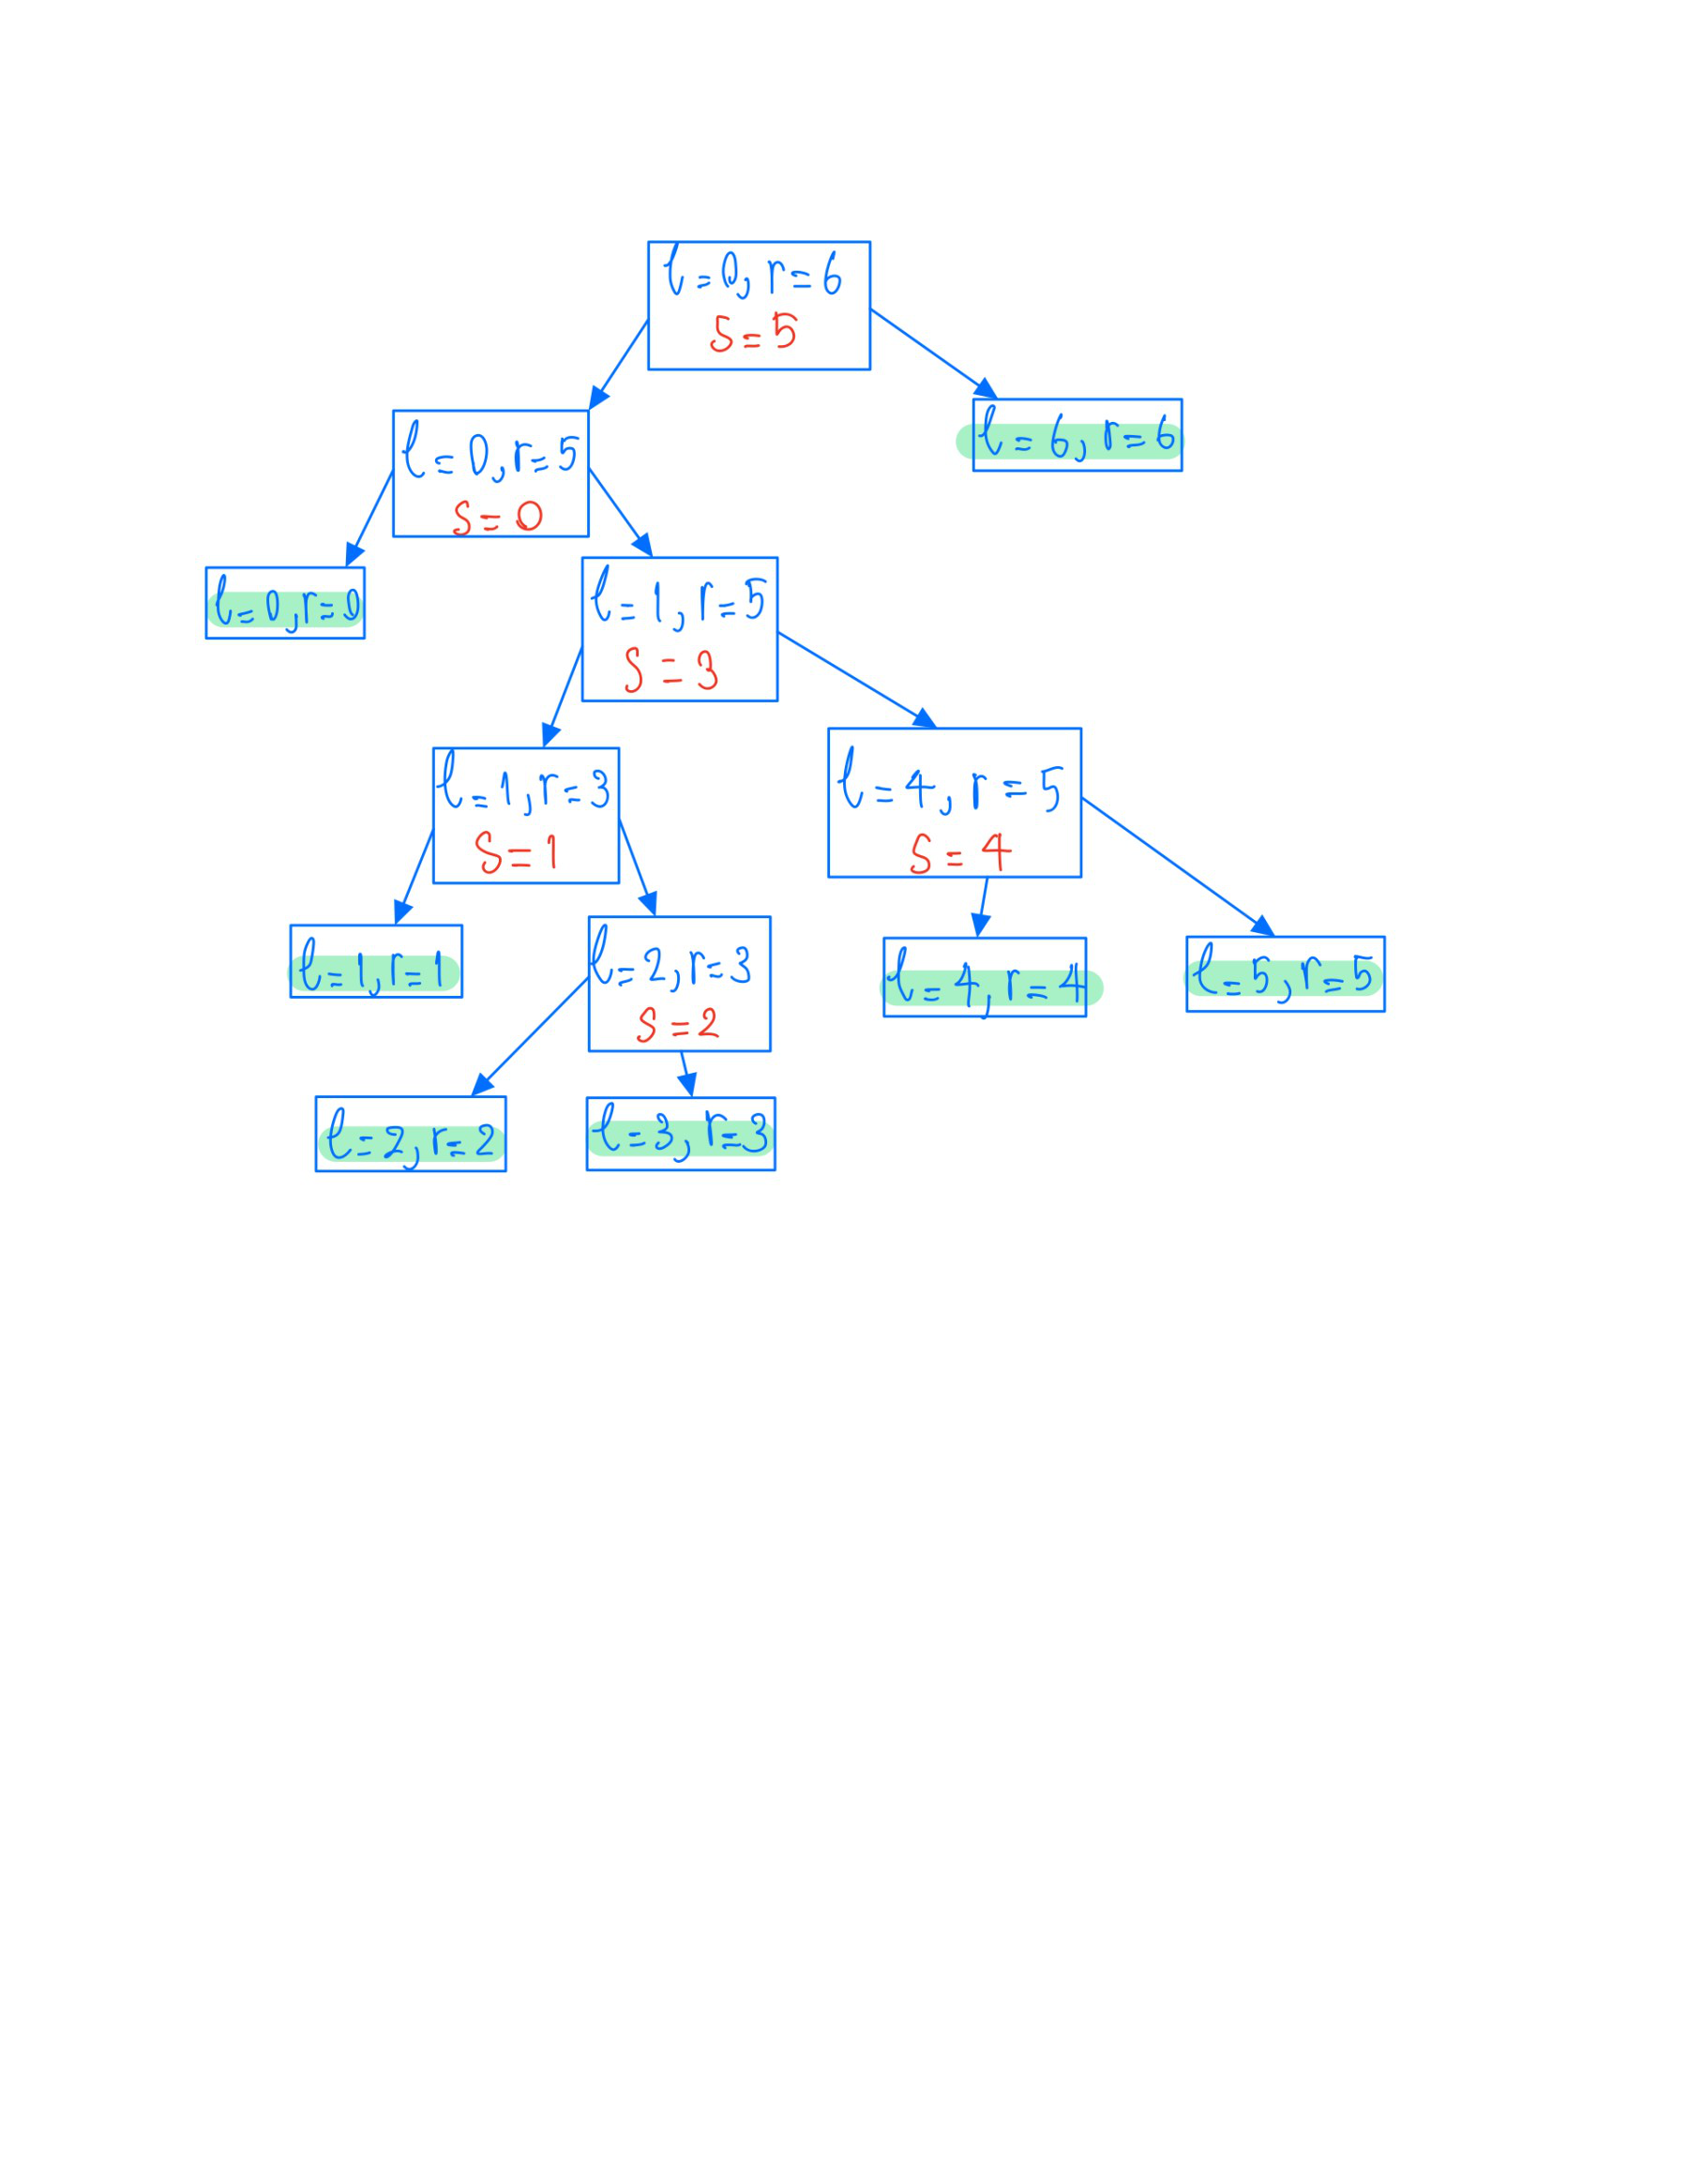 l=0, r=6
S=5
l=0, r=5
S=0
l=6, r=6
l=0, r=0
l=1, r=5
S=3
l=1, r=3
S=1
l=4, r=5
S=4
l=1, r=1
l=2, r=3
S=2
l=4, r=4
l=5, r=5
l=2, r=2
l=3, r=3